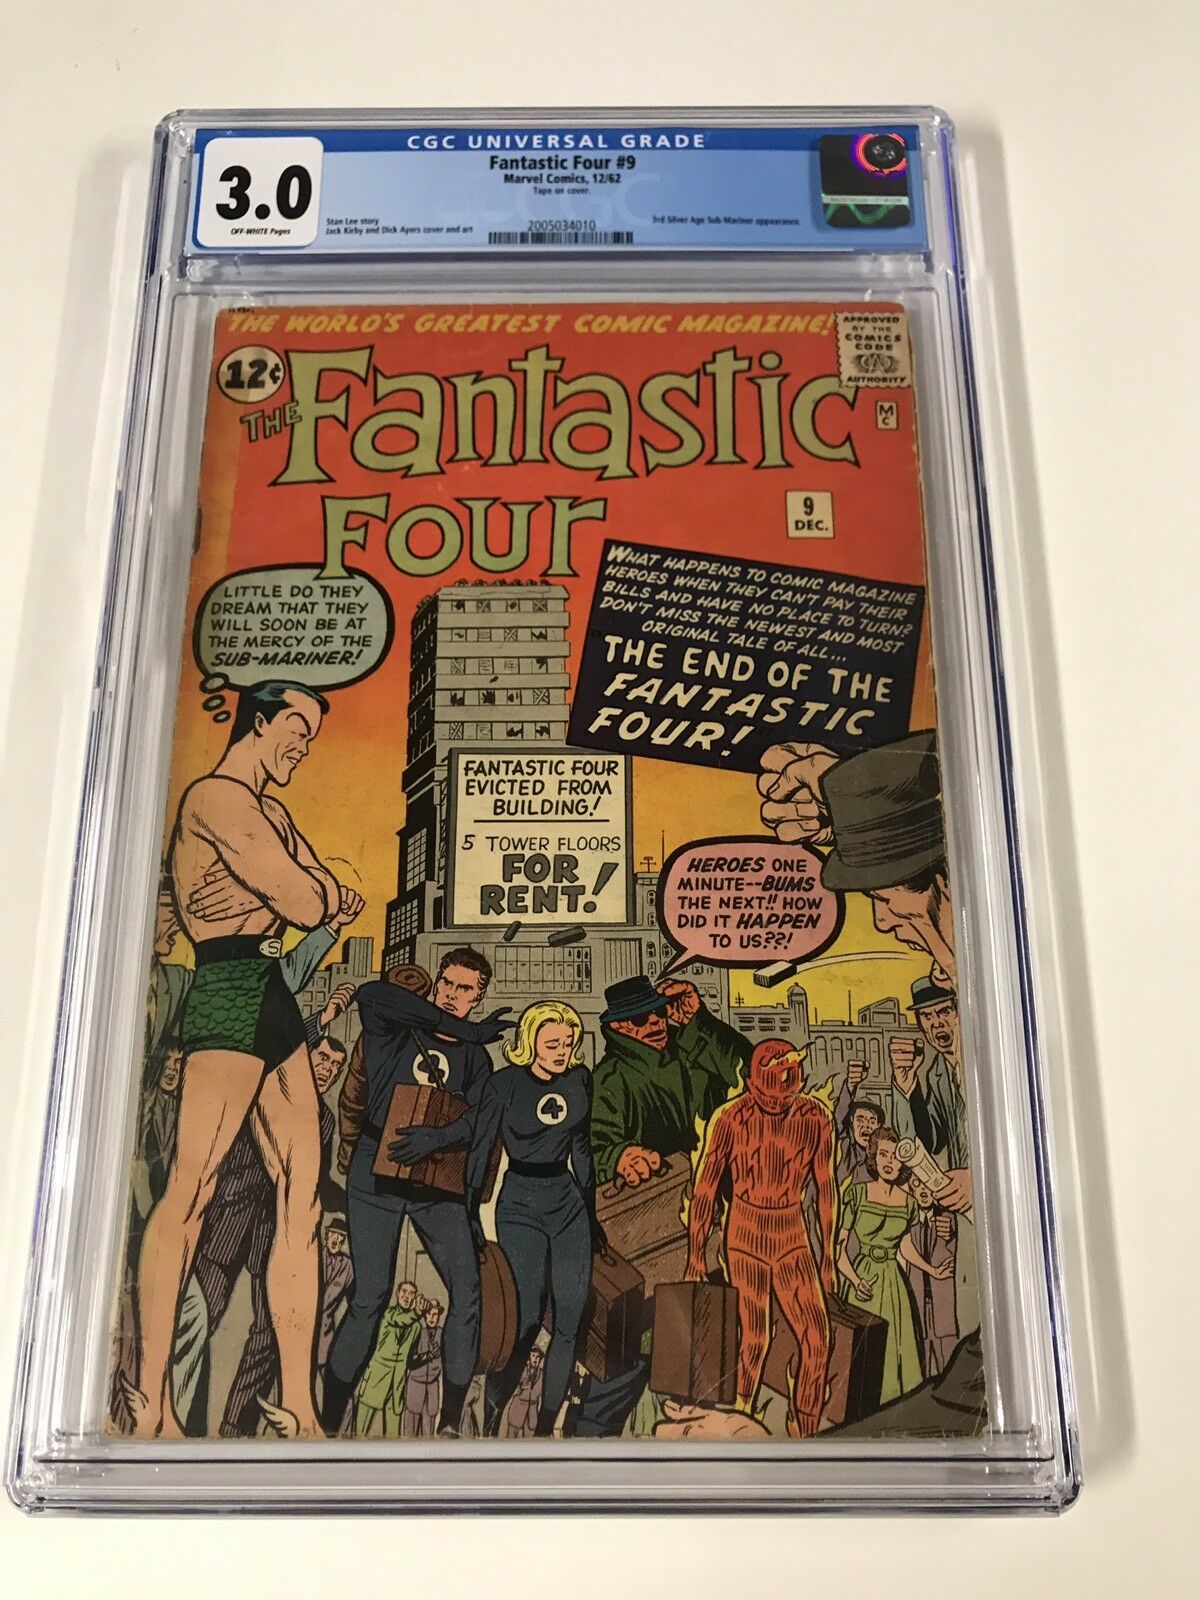 CGC UNIVERSAL GRADE
3.0
OFF-WHITE Pages
Fantastic Four #9
Marvel Comics, 12/62
Tape on cover.
Stan Lee story
Jack Kirby and Dick Ayers cover and art
2005034010
3rd Silver Age Sub-Mariner appearance.
THE WORLD'S GREATEST COMIC MAGAZINE!
APPROVED
BY THE
COMICS
CODE
CA
AUTHORITY
12¢
THE Fantastic
Four
M
C
9
DEC.
WHAT HAPPENS TO COMIC MAGAZINE
HEROES WHEN THEY CAN'T PAY THEIR
BILLS AND HAVE NO PLACE TO TURN?
DON'T MISS THE NEWEST AND MOST
ORIGINAL TALE OF ALL...
"THE END OF THE
FANTASTIC
FOUR!"
LITTLE DO THEY
DREAM THAT THEY
WILL SOON BE AT
THE MERCY OF THE
SUB-MARINER!
FANTASTIC FOUR
EVICTED FROM
BUILDING!
5 TOWER FLOORS
FOR
RENT!
HEROES ONE
MINUTE--BUMS
THE NEXT!! HOW
DID IT HAPPEN
TO US??!
S
4
4